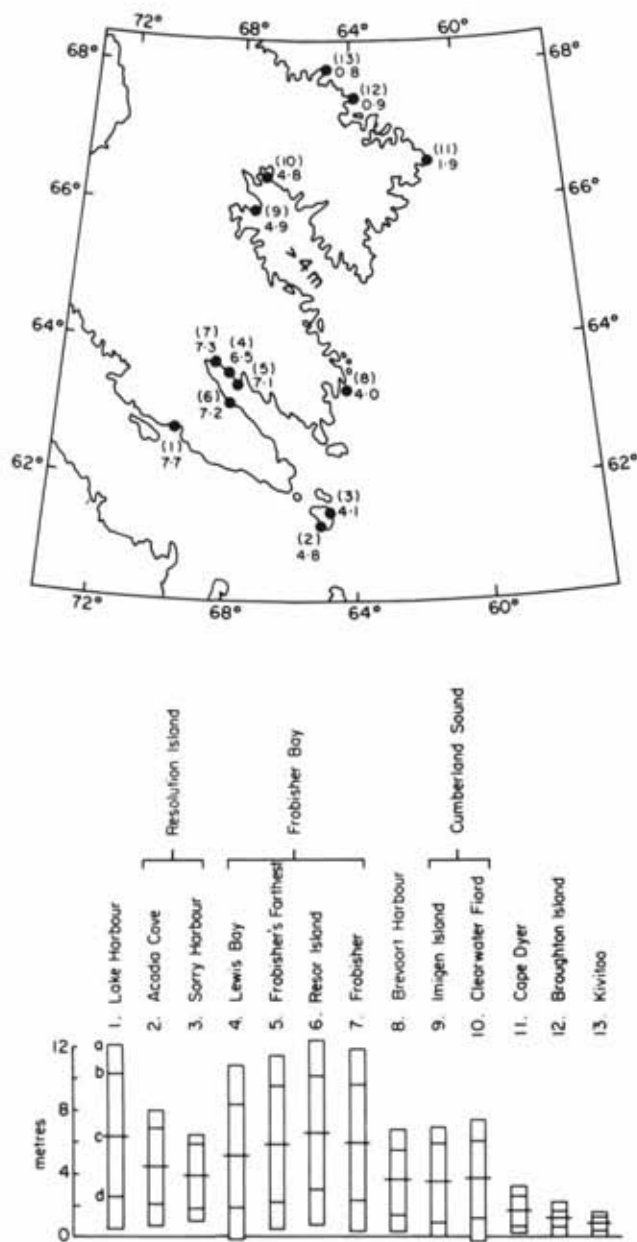 72° 68° 64° 60°
68° 68°
(13)
0·8
(12)
0·9
(11)
1·9
(10)
4·8
66° 66°
(9)
4·9
>4m
64° 64°
(7) (4)
7·3 6·5
(5)
7·1
(8)
4·0
(6)
7·2
(1)
7·7
62° 62°
(3)
4·1
(2)
4·8
72° 68° 64° 60°
Resolution Island
Frobisher Bay
Cumberland Sound
1. Lake Harbour
2. Acadia Cove
3. Sorry Harbour
4. Lewis Bay
5. Frobisher's Farthest
6. Resor Island
7. Frobisher
8. Brevoort Harbour
9. Imigen Island
10. Clearwater Fiord
11. Cape Dyer
12. Broughton Island
13. Kivitoo
metres
12 a
b
8
c
4
d
0